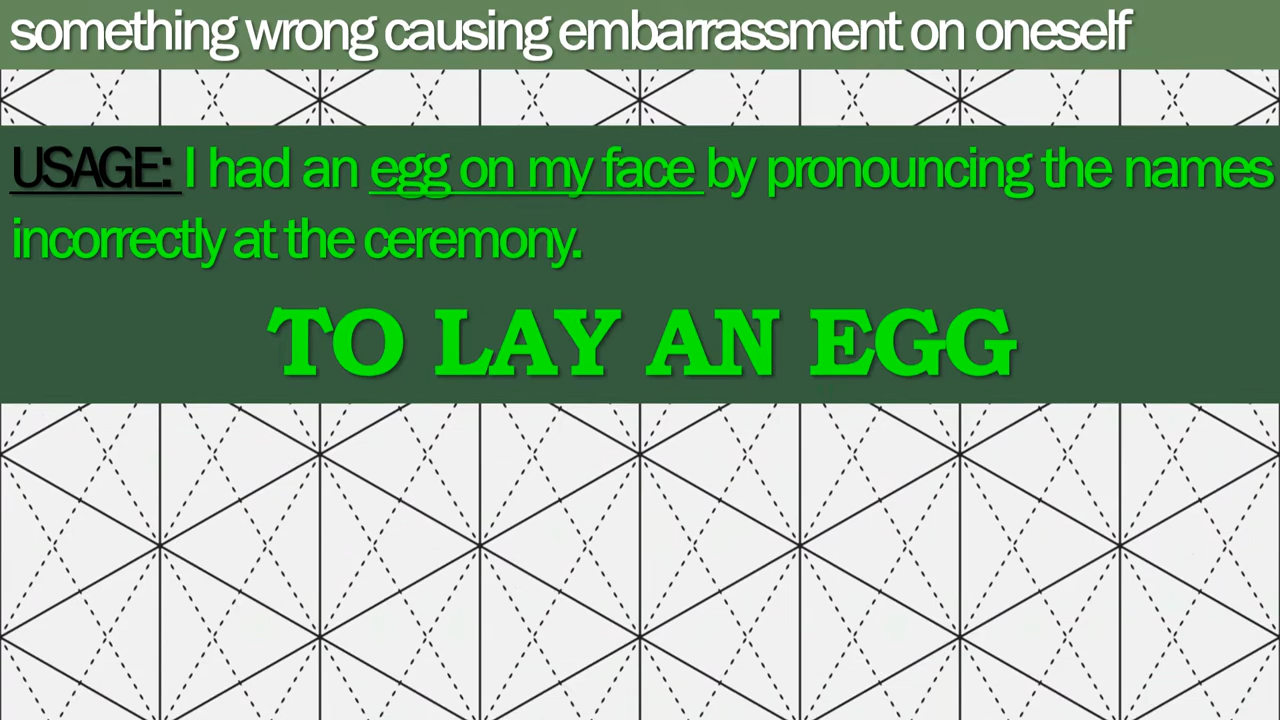 something wrong causing embarrassment on oneself
USAGE: I had an egg on my face by pronouncing the names
incorrectly at the ceremony.
TO LAY AN EGG